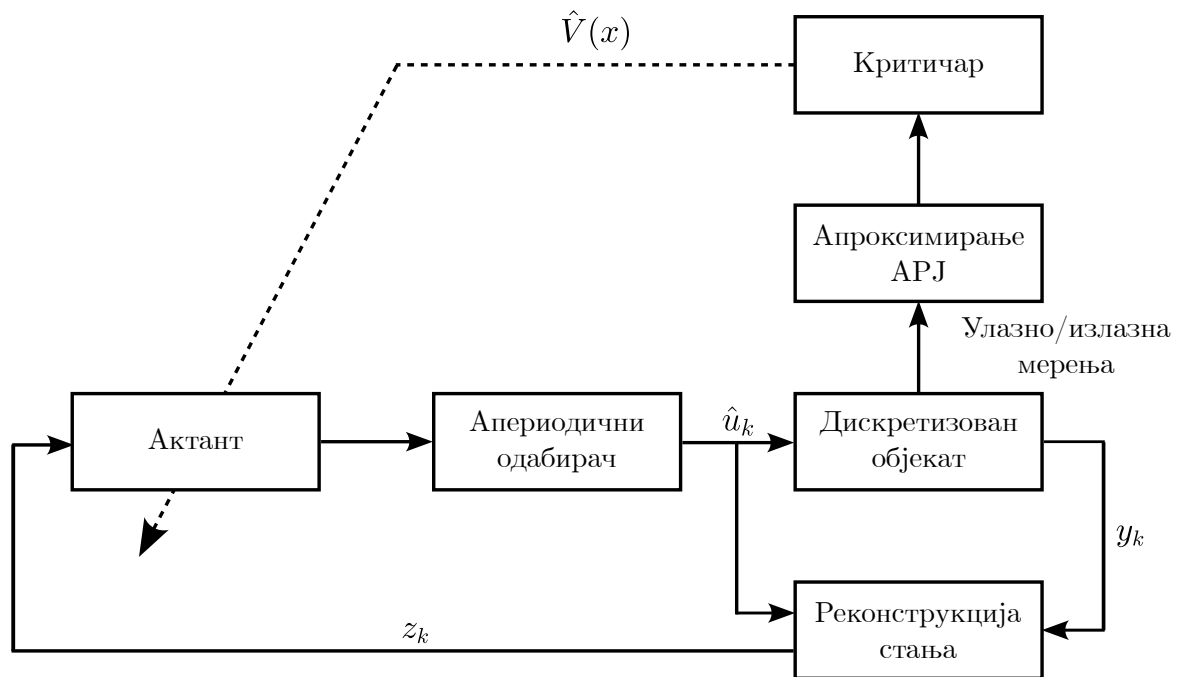 V̂(x)
Критичар
Апроксимирање
АРЈ
Улазно/излазна
мерења
Актант
Апериодични
одабирач
û_k
Дискретизован
објекат
y_k
Реконструкција
стања
z_k